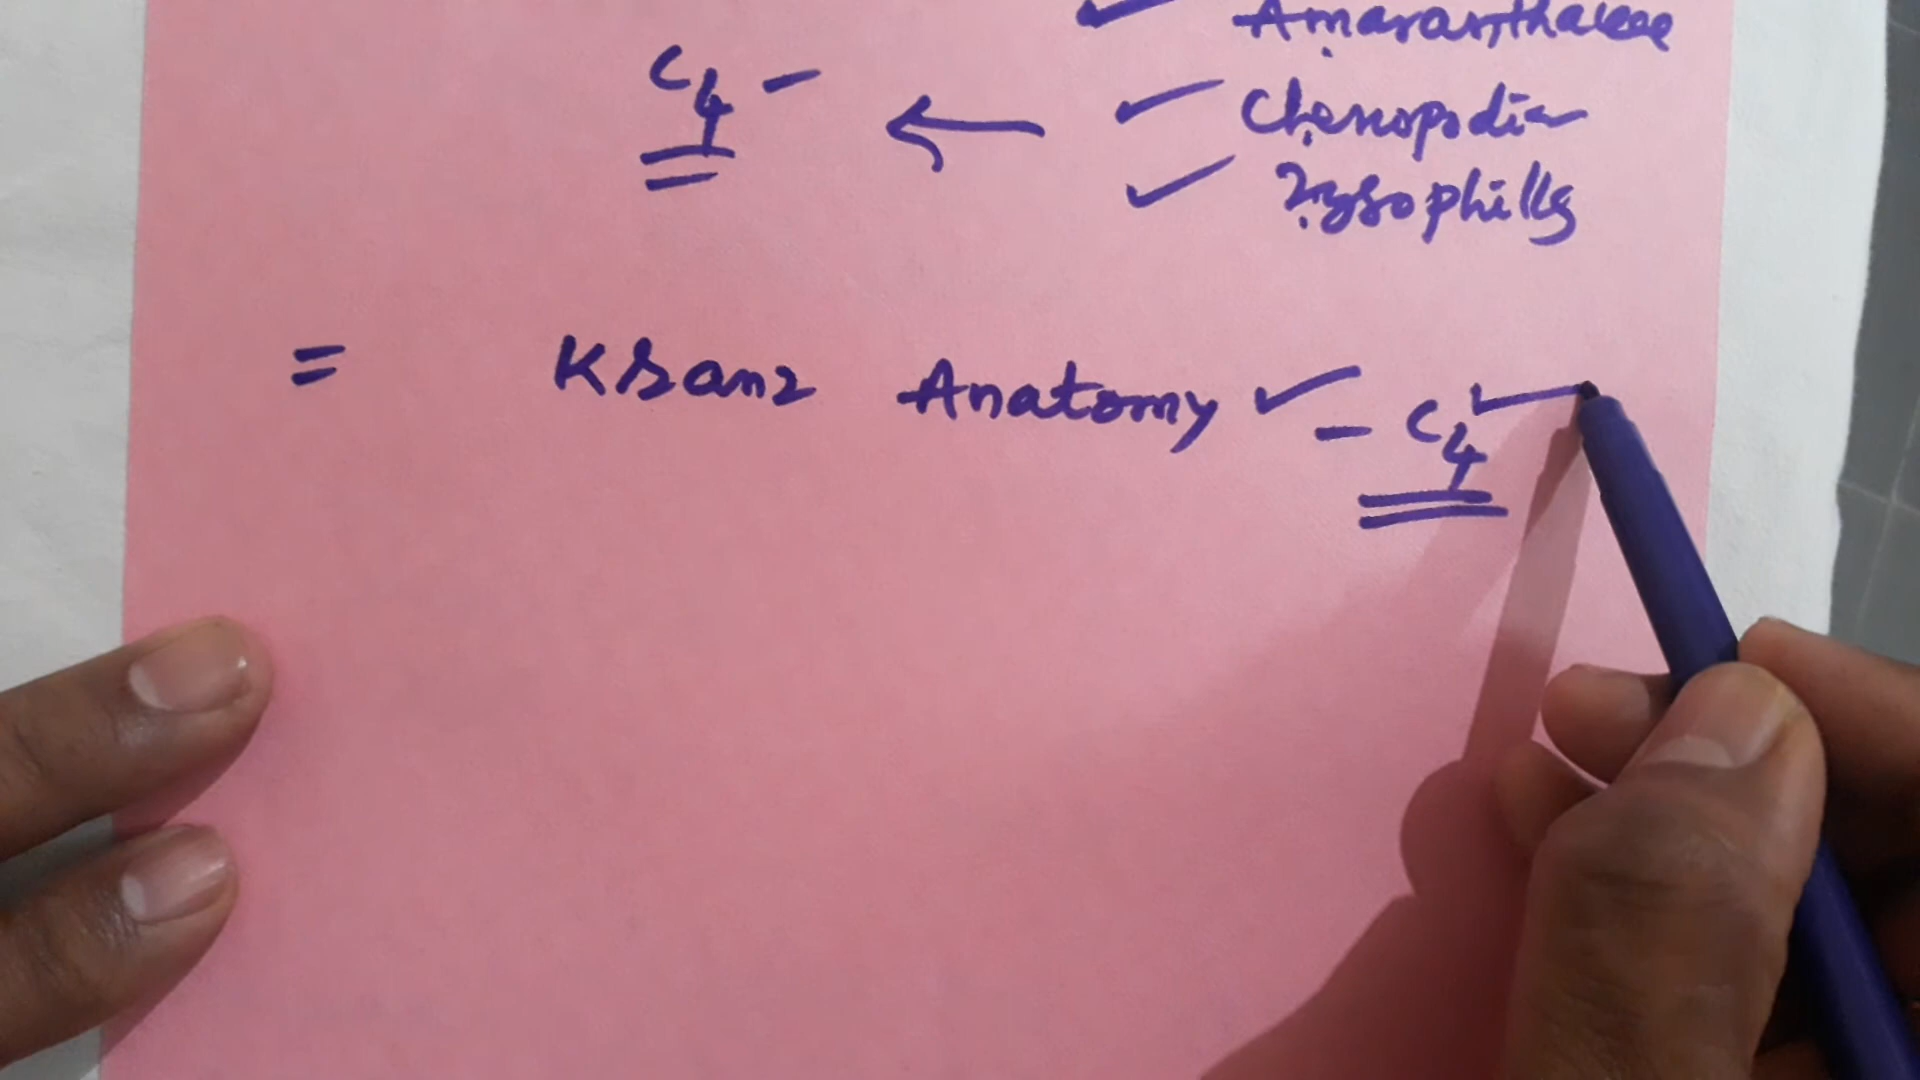 Amaranthaceae
C4 - ← Chenopodia
Zygophills
= Kranz Anatomy - C4